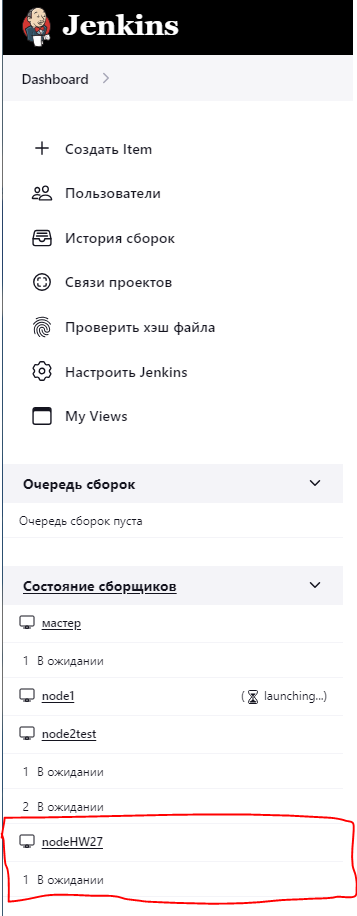 Jenkins
Dashboard
Создать Item
Пользователи
История сборок
Связи проектов
Проверить хэш файла
Настроить Jenkins
My Views
Очередь сборок
Очередь сборок пуста
Состояние сборщиков
мастер
1 В ожидании
node1 ( launching...)
node2test
1 В ожидании
2 В ожидании
nodeHW27
1 В ожидании